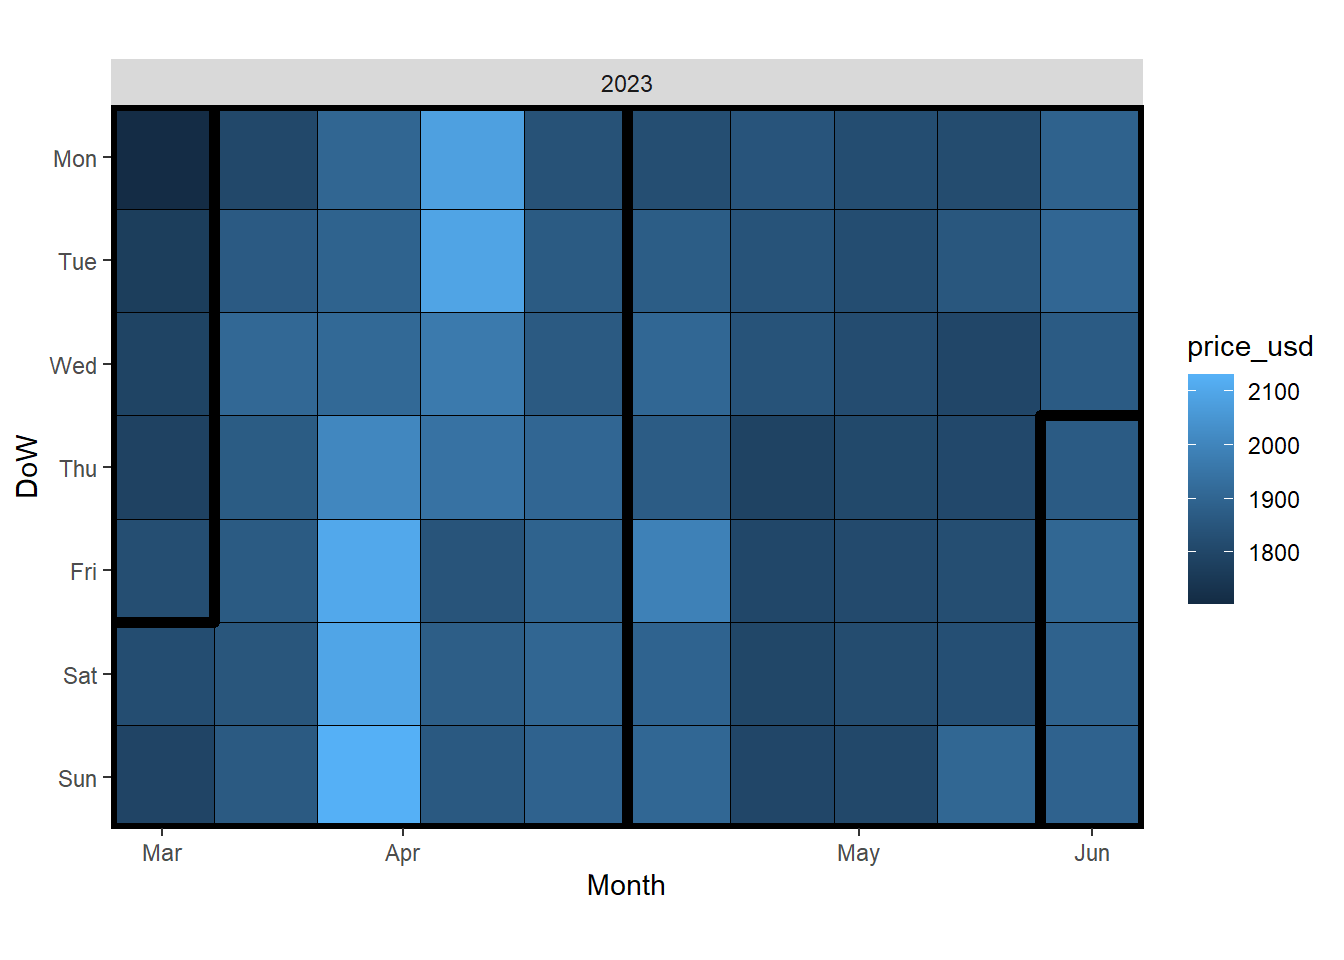 2023
Mon
Tue
Wed
Thu
Fri
Sat
Sun
DoW
Mar
Apr
May
Jun
Month
price_usd
2100
2000
1900
1800